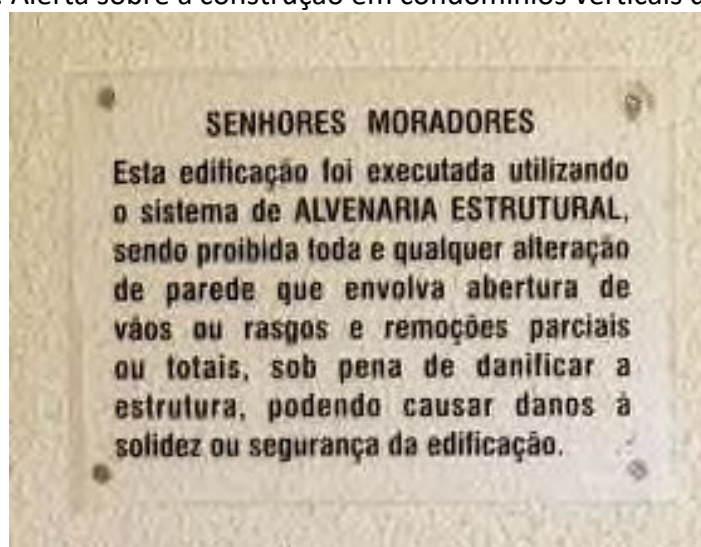 Alerta sobre a construção em condomínios verticais
SENHORES MORADORES
Esta edificação foi executada utilizando
o sistema de ALVENARIA ESTRUTURAL,
sendo proibida toda e qualquer alteração
de parede que envolva abertura de
vãos ou rasgos e remoções parciais
ou totais, sob pena de danificar a
estrutura, podendo causar danos à
solidez ou segurança da edificação.